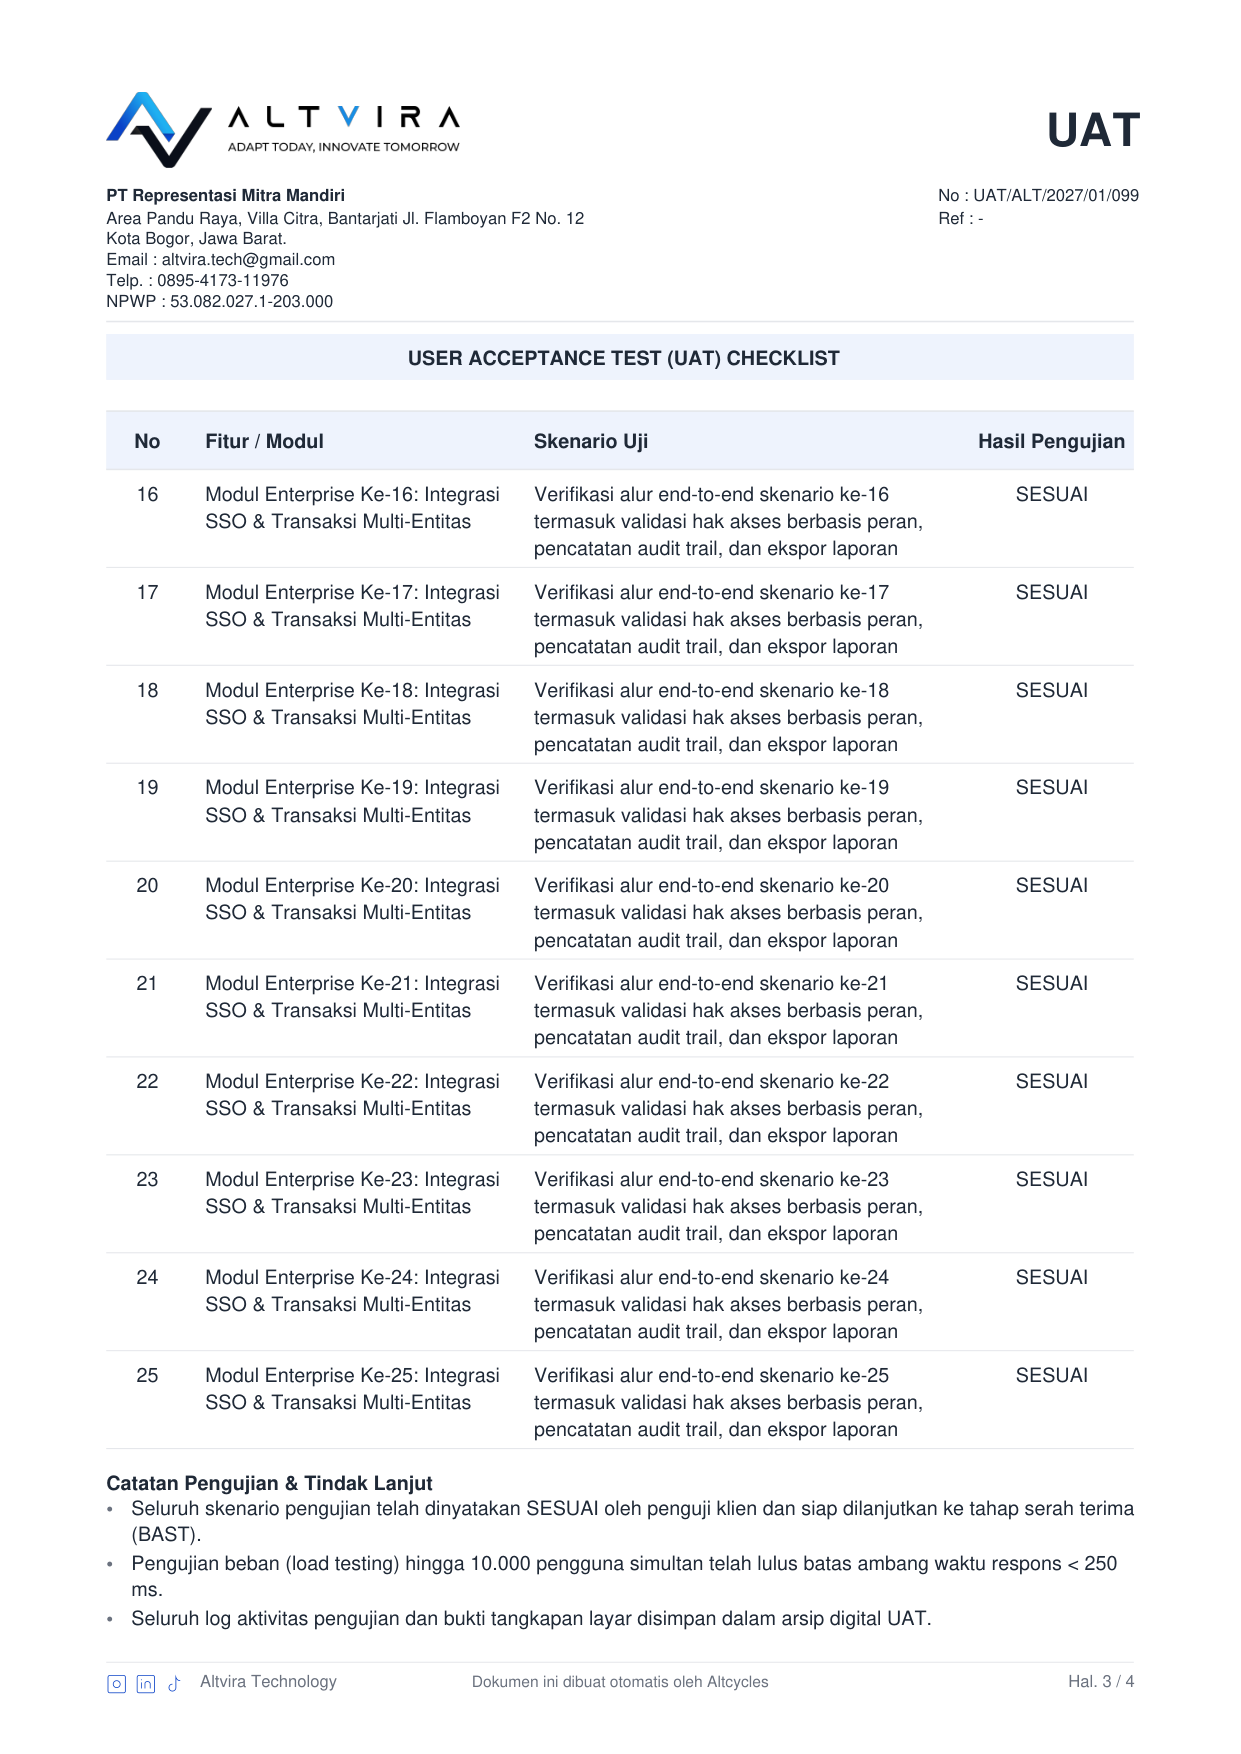 ALTVIRA
ADAPT TODAY, INNOVATE TOMORROW
UAT
PT Representasi Mitra Mandiri
Area Pandu Raya, Villa Citra, Bantarjati Jl. Flamboyan F2 No. 12
Kota Bogor, Jawa Barat.
Email : altvira.tech@gmail.com
Telp. : 0895-4173-11976
NPWP : 53.082.027.1-203.000
No : UAT/ALT/2027/01/099
Ref : -
USER ACCEPTANCE TEST (UAT) CHECKLIST
No Fitur / Modul Skenario Uji Hasil Pengujian
16 Modul Enterprise Ke-16: Integrasi Verifikasi alur end-to-end skenario ke-16 SESUAI
SSO & Transaksi Multi-Entitas termasuk validasi hak akses berbasis peran,
pencatatan audit trail, dan ekspor laporan
17 Modul Enterprise Ke-17: Integrasi Verifikasi alur end-to-end skenario ke-17 SESUAI
SSO & Transaksi Multi-Entitas termasuk validasi hak akses berbasis peran,
pencatatan audit trail, dan ekspor laporan
18 Modul Enterprise Ke-18: Integrasi Verifikasi alur end-to-end skenario ke-18 SESUAI
SSO & Transaksi Multi-Entitas termasuk validasi hak akses berbasis peran,
pencatatan audit trail, dan ekspor laporan
19 Modul Enterprise Ke-19: Integrasi Verifikasi alur end-to-end skenario ke-19 SESUAI
SSO & Transaksi Multi-Entitas termasuk validasi hak akses berbasis peran,
pencatatan audit trail, dan ekspor laporan
20 Modul Enterprise Ke-20: Integrasi Verifikasi alur end-to-end skenario ke-20 SESUAI
SSO & Transaksi Multi-Entitas termasuk validasi hak akses berbasis peran,
pencatatan audit trail, dan ekspor laporan
21 Modul Enterprise Ke-21: Integrasi Verifikasi alur end-to-end skenario ke-21 SESUAI
SSO & Transaksi Multi-Entitas termasuk validasi hak akses berbasis peran,
pencatatan audit trail, dan ekspor laporan
22 Modul Enterprise Ke-22: Integrasi Verifikasi alur end-to-end skenario ke-22 SESUAI
SSO & Transaksi Multi-Entitas termasuk validasi hak akses berbasis peran,
pencatatan audit trail, dan ekspor laporan
23 Modul Enterprise Ke-23: Integrasi Verifikasi alur end-to-end skenario ke-23 SESUAI
SSO & Transaksi Multi-Entitas termasuk validasi hak akses berbasis peran,
pencatatan audit trail, dan ekspor laporan
24 Modul Enterprise Ke-24: Integrasi Verifikasi alur end-to-end skenario ke-24 SESUAI
SSO & Transaksi Multi-Entitas termasuk validasi hak akses berbasis peran,
pencatatan audit trail, dan ekspor laporan
25 Modul Enterprise Ke-25: Integrasi Verifikasi alur end-to-end skenario ke-25 SESUAI
SSO & Transaksi Multi-Entitas termasuk validasi hak akses berbasis peran,
pencatatan audit trail, dan ekspor laporan
Catatan Pengujian & Tindak Lanjut
• Seluruh skenario pengujian telah dinyatakan SESUAI oleh penguji klien dan siap dilanjutkan ke tahap serah terima
(BAST).
• Pengujian beban (load testing) hingga 10.000 pengguna simultan telah lulus batas ambang waktu respons < 250
ms.
• Seluruh log aktivitas pengujian dan bukti tangkapan layar disimpan dalam arsip digital UAT.
in Altvira Technology Dokumen ini dibuat otomatis oleh Altcycles Hal. 3 / 4